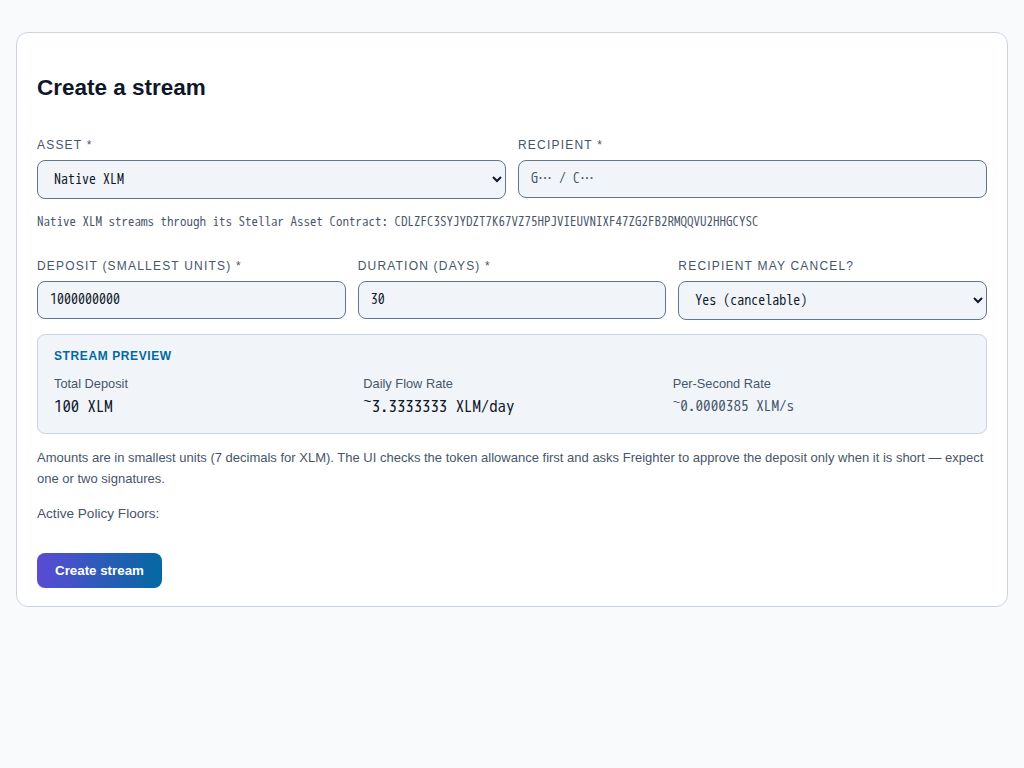 Create a stream
ASSET * RECIPIENT *
Native XLM G··· / C···
Native XLM streams through its Stellar Asset Contract: CDLZFC3SYJYDZT7K67VZ75HPJVIEUVNIXF47ZG2FB2RMQQVU2HHGCYSC
DEPOSIT (SMALLEST UNITS) * DURATION (DAYS) * RECIPIENT MAY CANCEL?
1000000000 30 Yes (cancelable)
STREAM PREVIEW
Total Deposit Daily Flow Rate Per-Second Rate
100 XLM ~3.3333333 XLM/day ~0.0000385 XLM/s
Amounts are in smallest units (7 decimals for XLM). The UI checks the token allowance first and asks Freighter to approve the deposit only when it is short — expect
one or two signatures.
Active Policy Floors:
Create stream